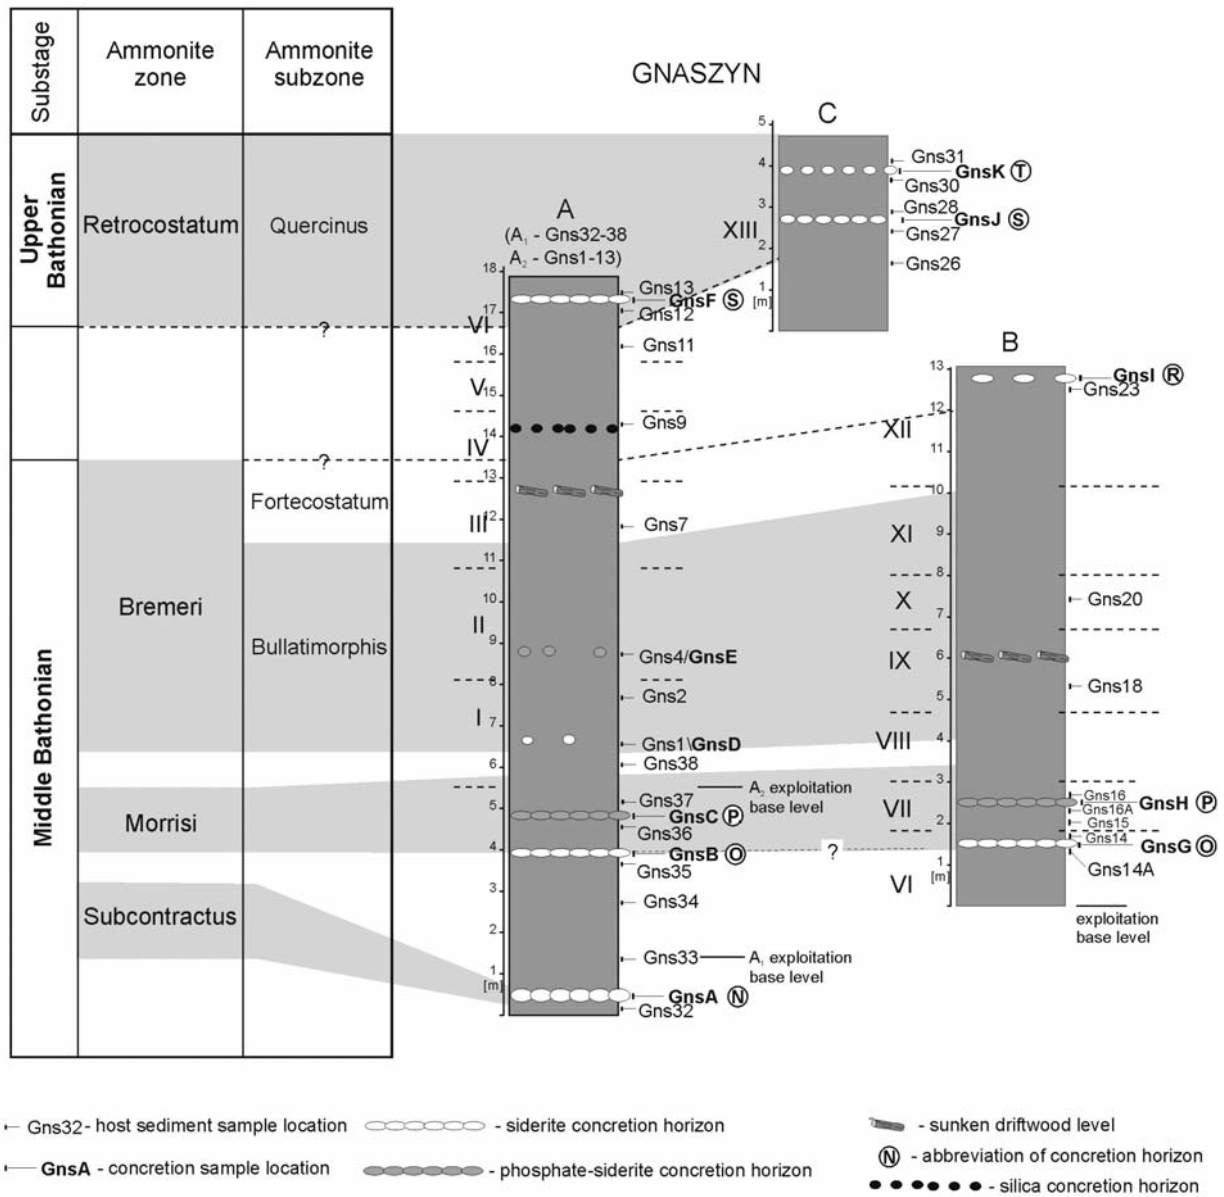 Substage
Ammonite
zone
Ammonite
subzone
Upper
Bathonian
Middle Bathonian
Retrocostatum
Quercinus
?
?
Fortecostatum
Bremeri
Bullatimorphis
Morrisi
Subcontractus
GNASZYN
A
(A1 - Gns32-38
A2 - Gns1-13)
18
17
16
15
14
13
12
11
10
9
8
7
6
5
4
3
2
1
[m]
VI
V
IV
III
II
I
Gns13
GnsF S
Gns12
Gns11
Gns9
Gns7
Gns4/GnsE
Gns2
Gns1\GnsD
Gns38
Gns37
A2 exploitation
base level
GnsC P
Gns36
GnsB O
Gns35
?
Gns34
Gns33
A1 exploitation
base level
GnsA N
Gns32
C
5
4
3
2
1
[m]
XIII
Gns31
GnsK T
Gns30
Gns28
GnsJ S
Gns27
Gns26
B
13
12
11
10
9
8
7
6
5
4
3
2
1
[m]
XII
XI
X
IX
VIII
VII
VI
GnsI R
Gns23
Gns20
Gns18
Gns16
GnsH P
Gns16A
Gns15
Gns14
GnsG O
Gns14A
exploitation
base level
Gns32 - host sediment sample location
GnsA - concretion sample location
- siderite concretion horizon
- phosphate-siderite concretion horizon
- sunken driftwood level
N - abbreviation of concretion horizon
- silica concretion horizon